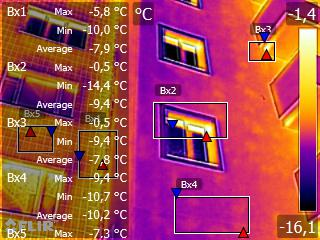 Bx1 Max -5,8 °C °C -1,4
Min -10,0 °C
Average -7,9 °C
Bx2 Max -0,5 °C
Min -14,4 °C
Average -9,4 °C
Bx3 Max -0,5 °C
Min -9,4 °C
Average -7,8 °C
Bx4 Max -9,4 °C
Min -10,7 °C
Average -10,2 °C
Bx5 Max -7,3 °C
Bx3
Bx2
Bx5
Bx4
FLIR
-16,1